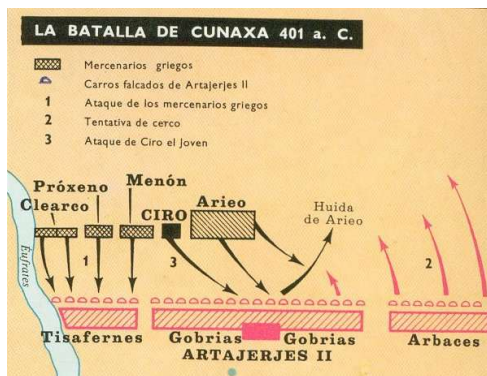 LA BATALLA DE CUNAXA 401 a. C.
Mercenarios griegos
Carros falcados de Artajerjes II
1 Ataque de los mercenarios griegos
2 Tentativa de cerco
3 Ataque de Ciro el Joven
Próxeno Menón
Clearco CIRO Arieo
Huida
de Arieo
Éufrates
1 3 2
Tisafernes Gobrias Gobrias Arbaces
ARTAJERJES II